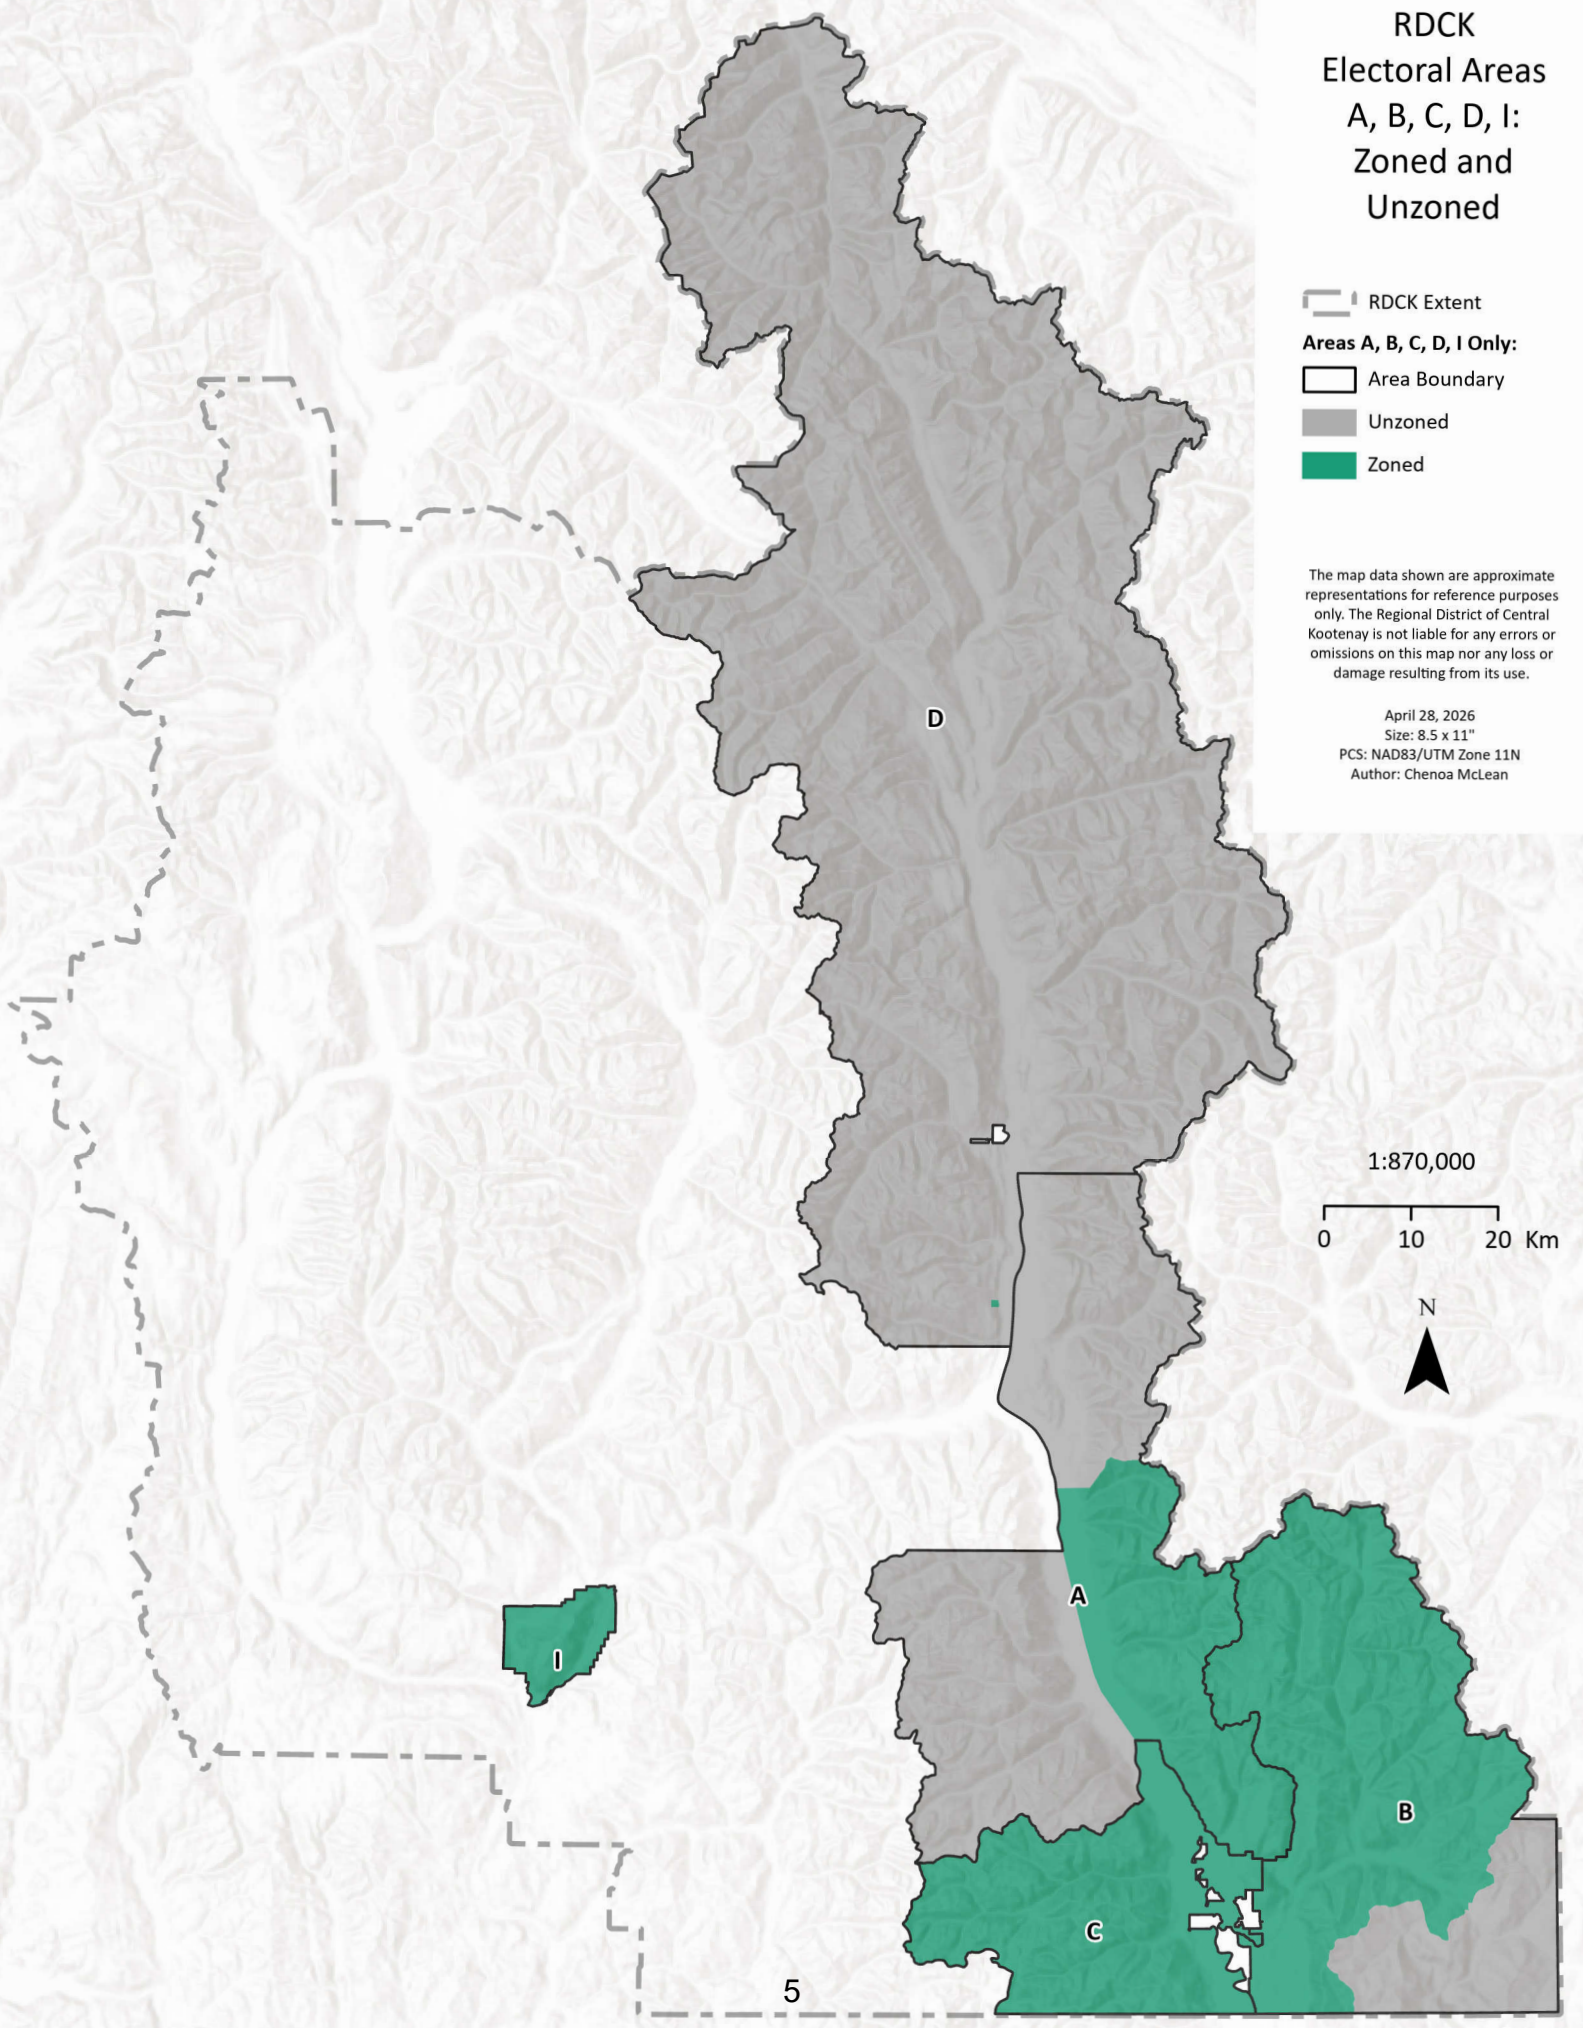 RDCK
Electoral Areas
A, B, C, D, I:
Zoned and
Unzoned
RDCK Extent
Areas A, B, C, D, I Only:
Area Boundary
Unzoned
Zoned
The map data shown are approximate
representations for reference purposes
only. The Regional District of Central
Kootenay is not liable for any errors or
omissions on this map nor any loss or
damage resulting from its use.
April 28, 2026
Size: 8.5 x 11"
PCS: NAD83/UTM Zone 11N
Author: Chenoa McLean
D
1:870,000
0 10 20 Km
N
A
I
B
C
5